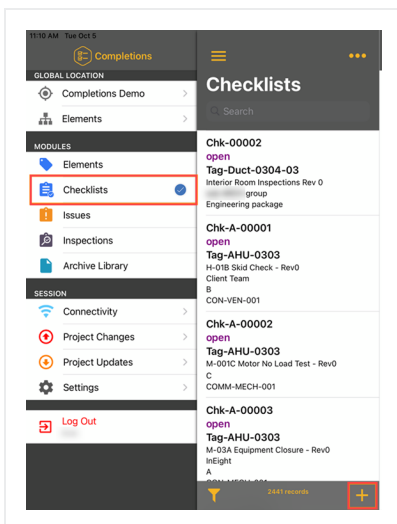 11:10 AM Tue Oct 5
Completions
GLOBAL LOCATION
Completions Demo
Elements
MODULES
Elements
Checklists
Issues
Inspections
Archive Library
SESSION
Connectivity
Project Changes
Project Updates
Settings
Log Out
Checklists
Search
Chk-00002
open
Tag-Duct-0304-03
Interior Room Inspections Rev 0
group
Engineering package
Chk-A-00001
open
Tag-AHU-0303
H-01B Skid Check - Rev0
Client Team
B
CON-VEN-001
Chk-A-00002
open
Tag-AHU-0303
M-001C Motor No Load Test - Rev0
C
COMM-MECH-001
Chk-A-00003
open
Tag-AHU-0303
M-03A Equipment Closure - Rev0
InEight
A
2441 records